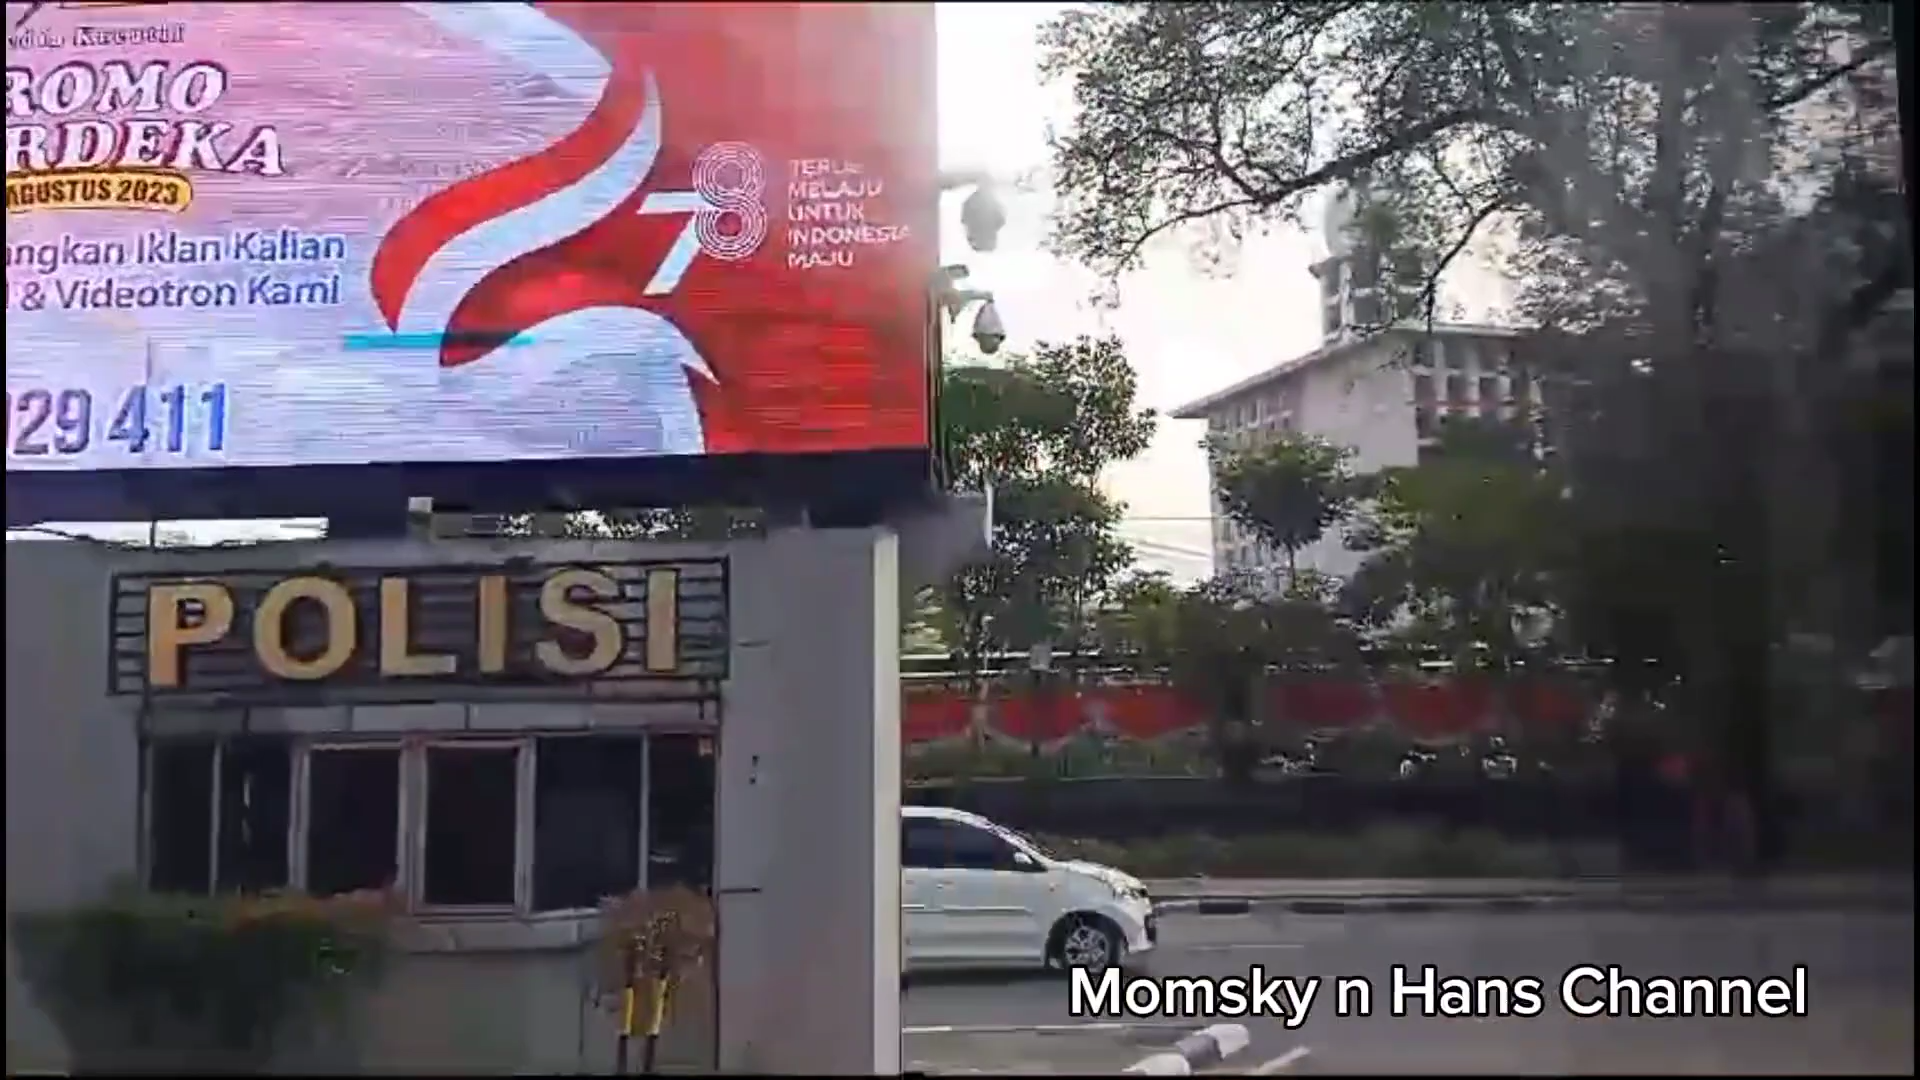 ROMO
RDEKA
AGUSTUS 2023
angkan Iklan Kalian
& Videotron Kami
29 411
78
TERUS
MELAJU
UNTUK
INDONESIA
MAJU
POLISI
Momsky n Hans Channel